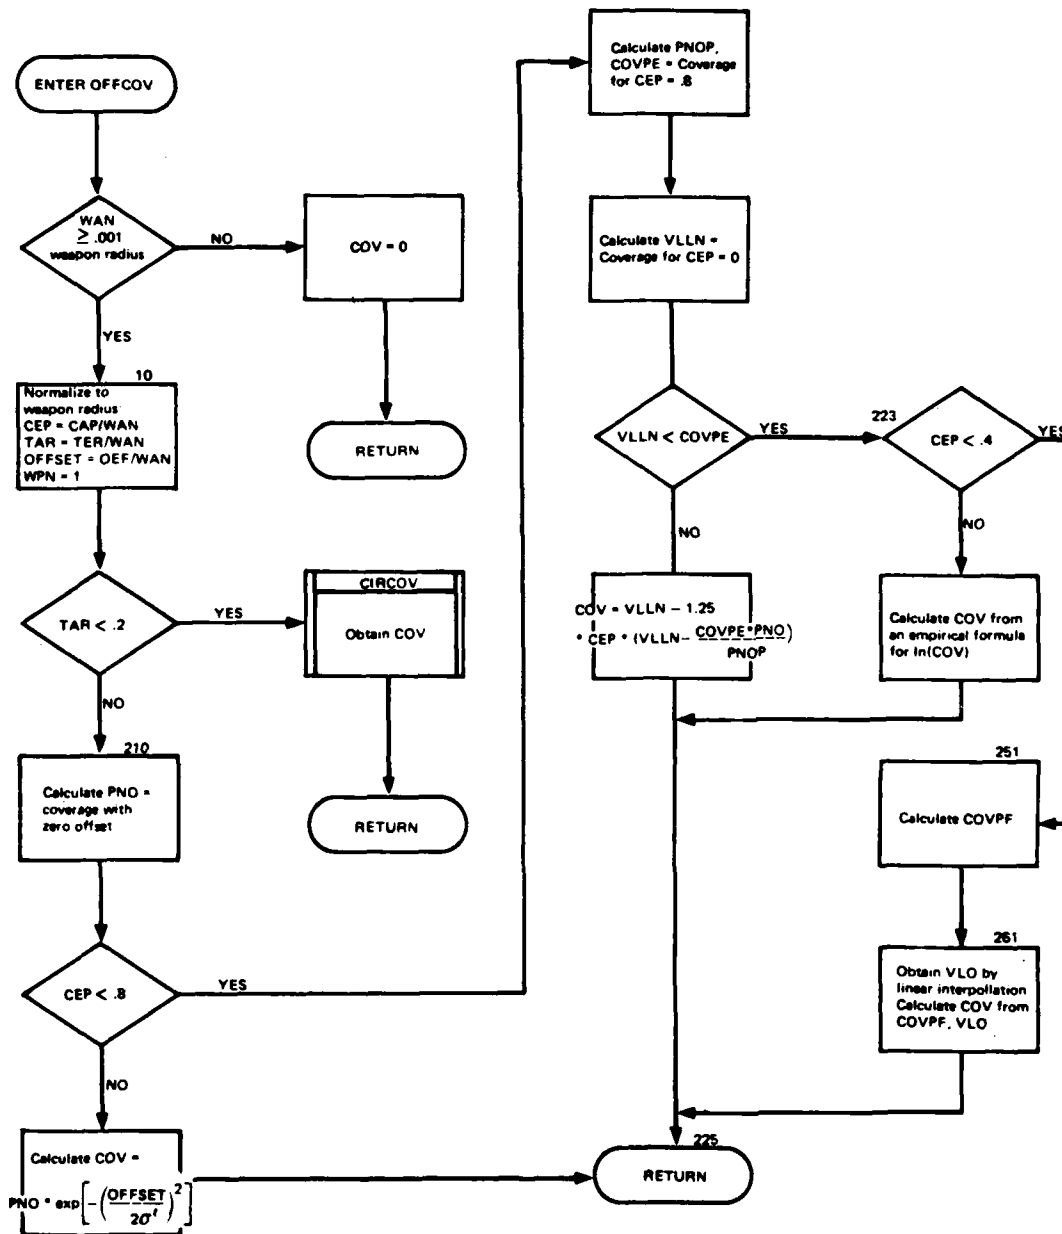 ENTER OFFCOV
WAN
≥ .001
weapon radius
NO
COV = 0
RETURN
YES
10
Normalize to
weapon radius
CEP = CAP/WAN
TAR = TER/WAN
OFFSET = OEF/WAN
WPN = 1
TAR < .2
YES
CIRCOV
Obtain COV
RETURN
NO
210
Calculate PNO =
coverage with
zero offset
CEP < .8
YES
NO
Calculate COV =
PNO * exp[-(OFFSET/2σ')²]
Calculate PNOP,
COVPE = Coverage
for CEP = .8
Calculate VLLN =
Coverage for CEP = 0
VLLN < COVPE
YES
NO
COV = VLLN - 1.25
* CEP * (VLLN - COVPE*PNO/PNOP)
223
CEP < .4
YES
NO
Calculate COV from
an empirical formula
for ln(COV)
251
Calculate COVPF
261
Obtain VLO by
linear interpollation
Calculate COV from
COVPF, VLO
225
RETURN